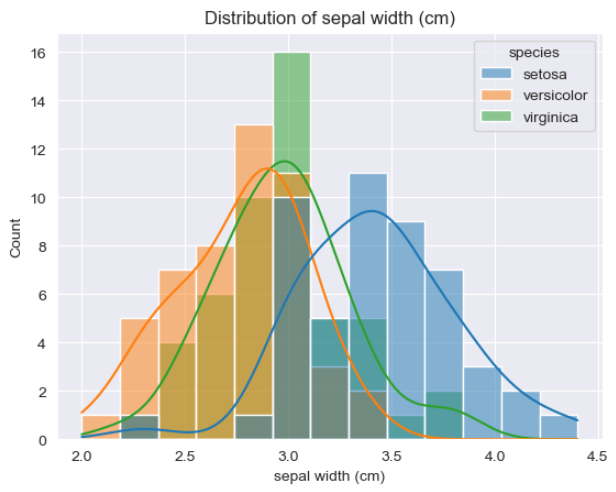 Distribution of sepal width (cm)
species
setosa
versicolor
virginica
Count
16
14
12
10
8
6
4
2
0
2.0 2.5 3.0 3.5 4.0 4.5
sepal width (cm)